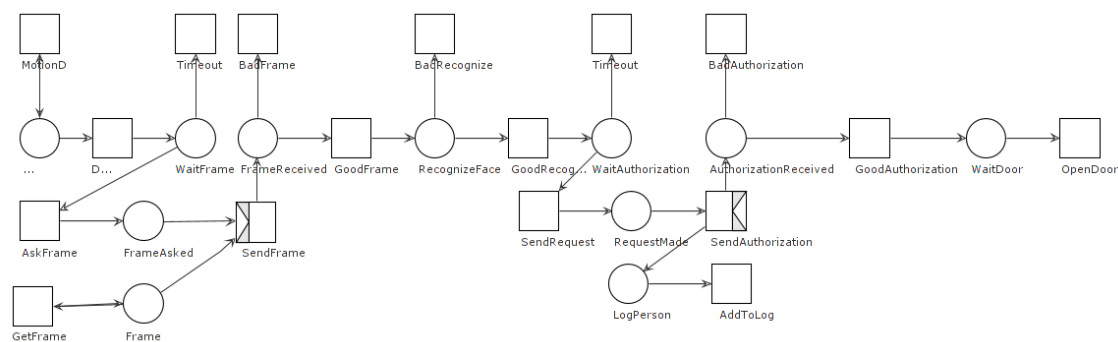 MotionD
Timeout
BadFrame
BadRecognize
Timeout
BadAuthorization
...
D...
WaitFrame
FrameReceived
GoodFrame
RecognizeFace
GoodRecog...
WaitAuthorization
AuthorizationReceived
GoodAuthorization
WaitDoor
OpenDoor
AskFrame
FrameAsked
SendFrame
SendRequest
RequestMade
SendAuthorization
GetFrame
Frame
LogPerson
AddToLog